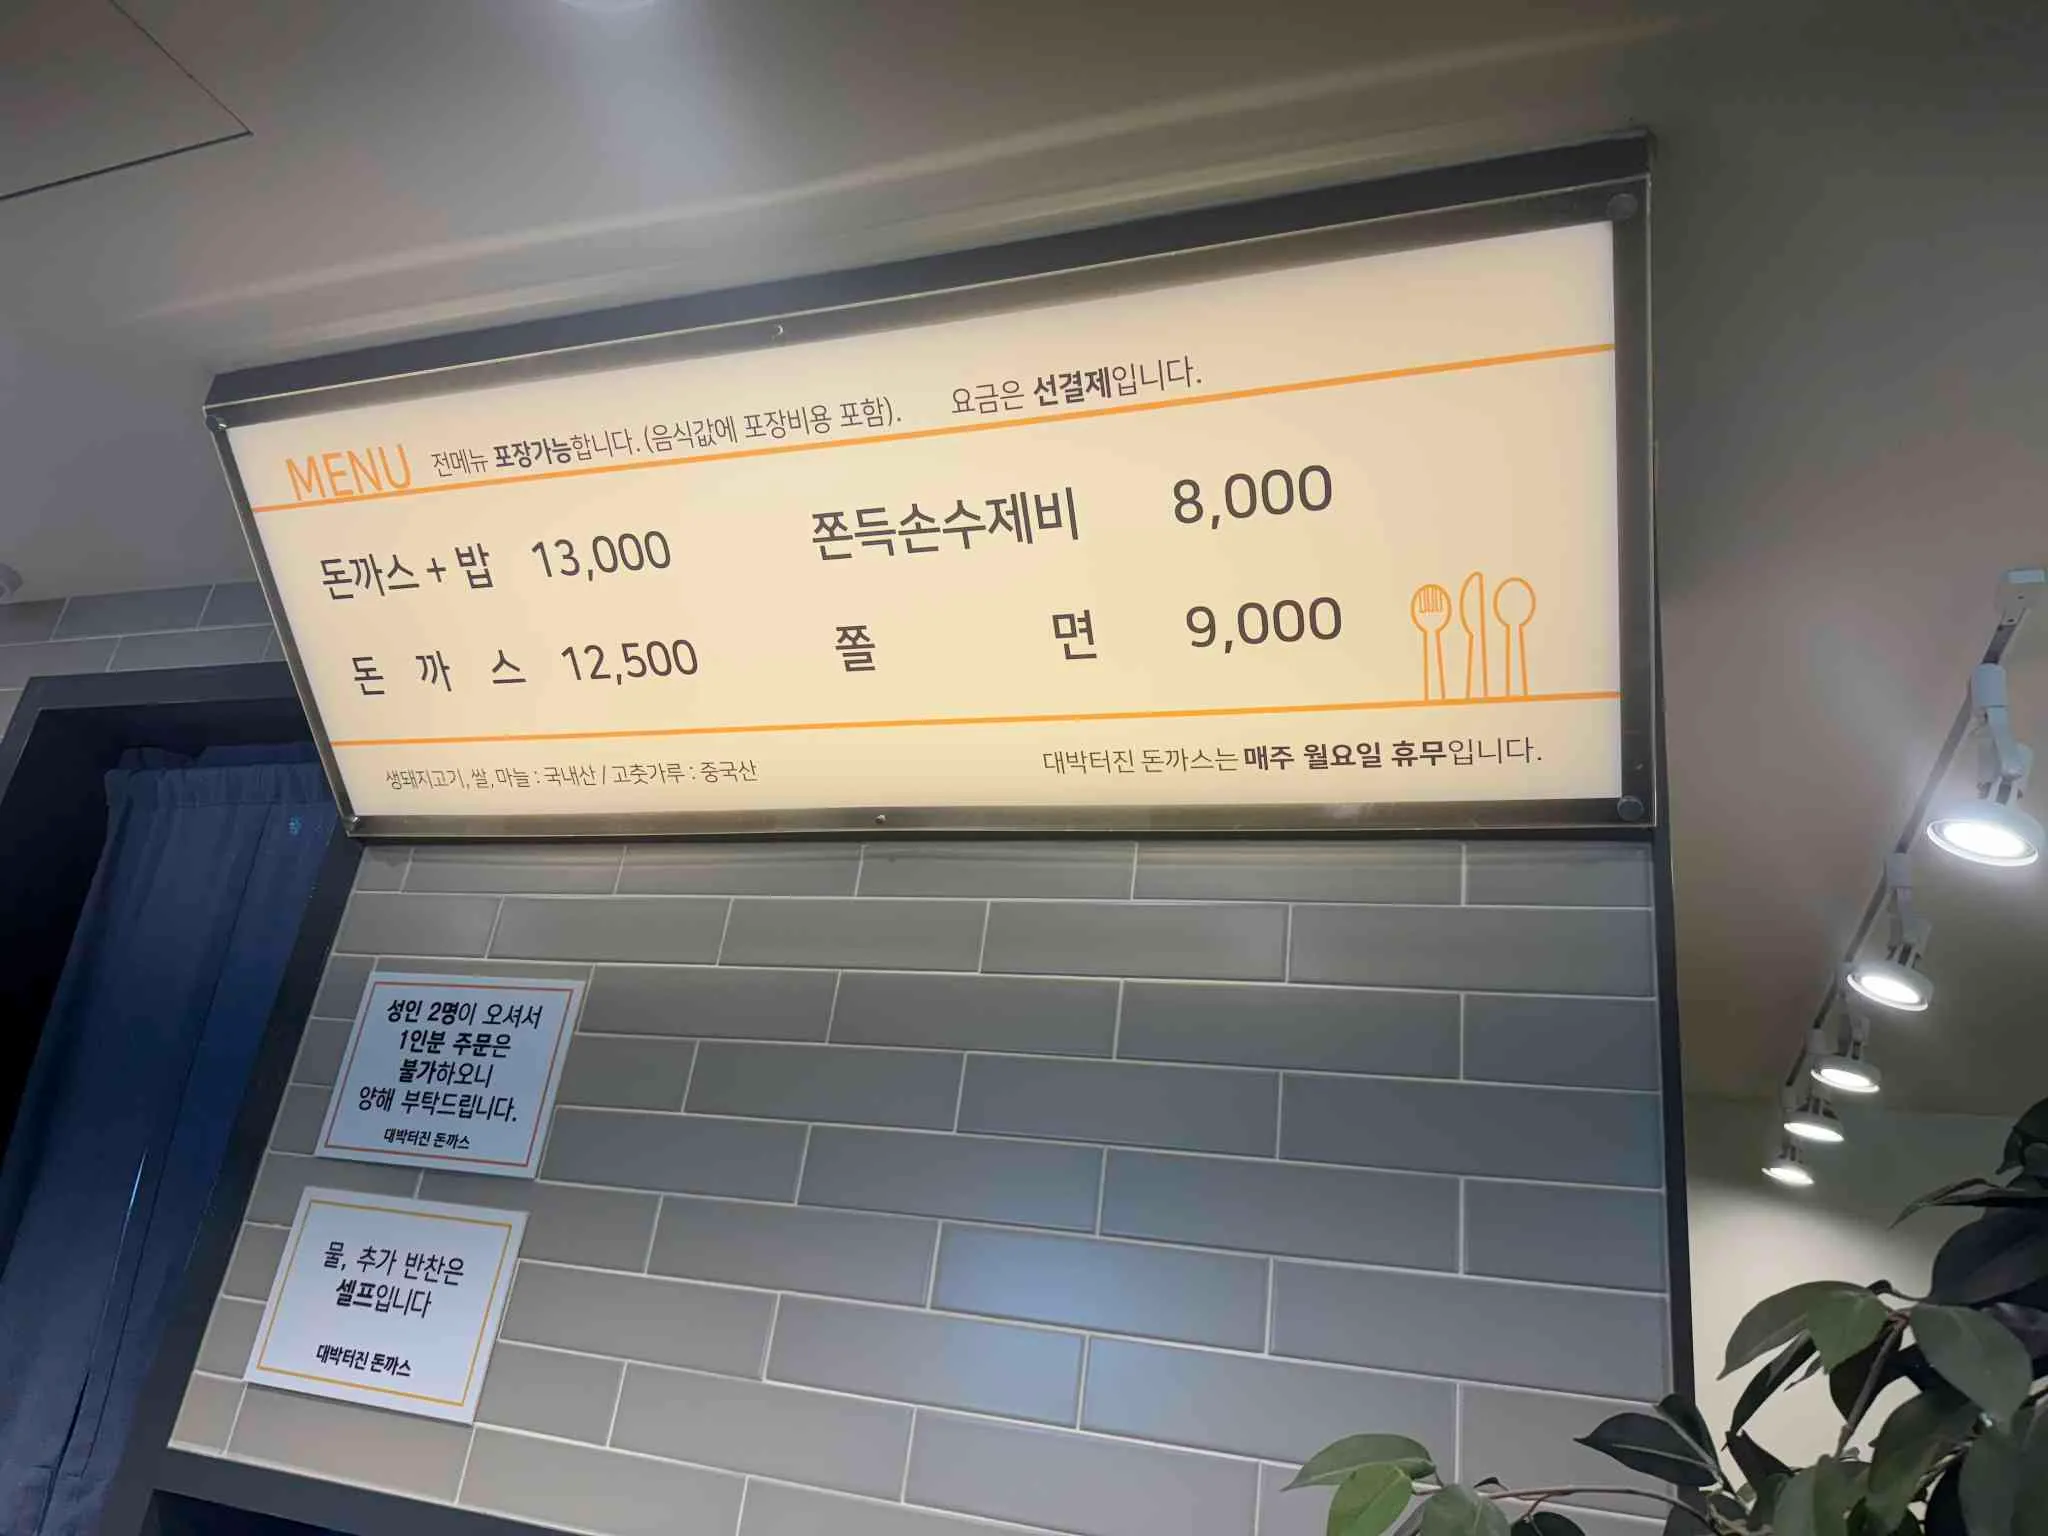 MENU 전메뉴 포장가능합니다. (음식값에 포장비용 포함). 요금은 선결제입니다.
돈까스 + 밥 13,000 쫀득손수제비 8,000
돈 까 스 12,500 쫄 면 9,000
생돼지고기, 쌀, 마늘 : 국내산 / 고춧가루 : 중국산 대박터진 돈까스는 매주 월요일 휴무입니다.
성인 2명이 오셔서
1인분 주문은
불가하오니
양해 부탁드립니다.
대박터진 돈까스
물, 추가 반찬은
셀프입니다
대박터진 돈까스